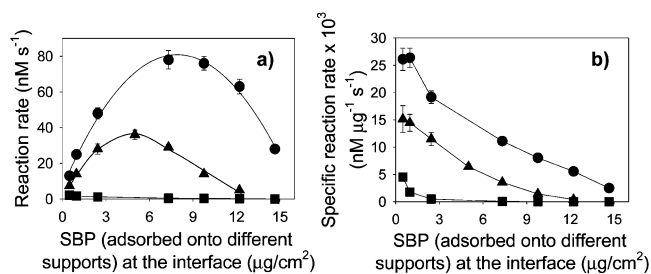 Reaction rate (nM s⁻¹)
80
60
40
20
0
a)
0
3
6
9
12
15
SBP (adsorbed onto different
supports) at the interface (μg/cm²)
Specific reaction rate x 10³
(nM μg⁻¹ s⁻¹)
35
30
25
20
15
10
5
0
b)
0
3
6
9
12
15
SBP (adsorbed onto different
supports) at the interface (μg/cm²)